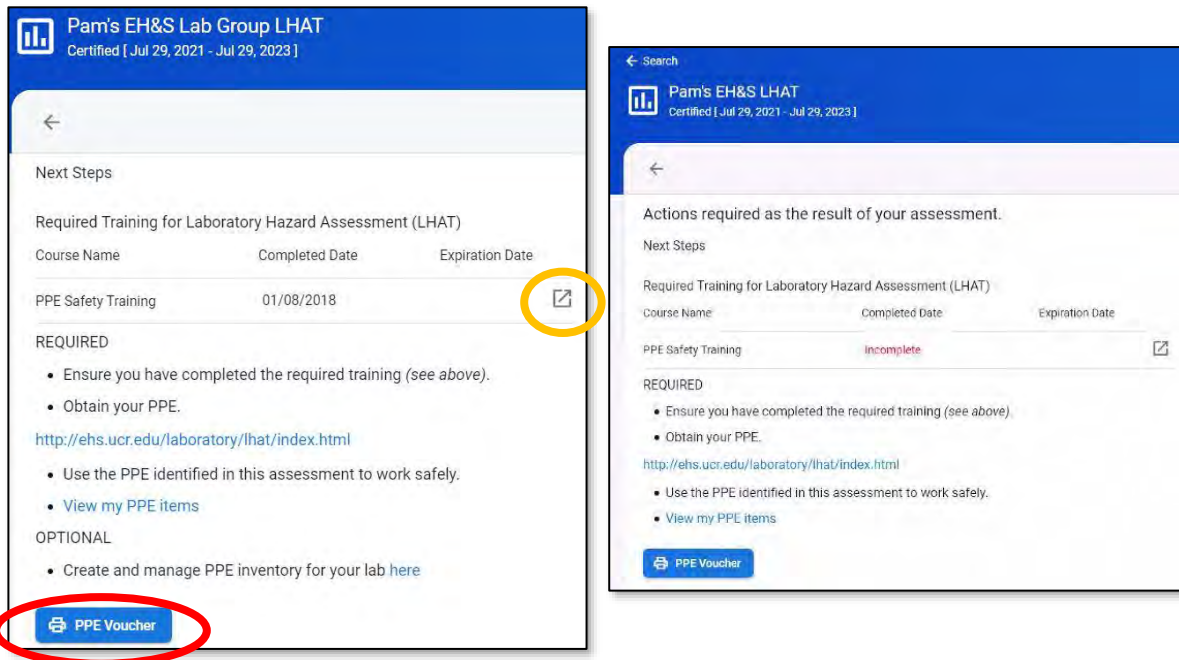 Pam's EH&S Lab Group LHAT
Certified [ Jul 29, 2021 - Jul 29, 2023 ]
Next Steps
Required Training for Laboratory Hazard Assessment (LHAT)
Course Name Completed Date Expiration Date
PPE Safety Training 01/08/2018
REQUIRED
• Ensure you have completed the required training (see above).
• Obtain your PPE.
http://ehs.ucr.edu/laboratory/lhat/index.html
• Use the PPE identified in this assessment to work safely.
• View my PPE items
OPTIONAL
• Create and manage PPE inventory for your lab here
PPE Voucher
← Search
Pam's EH&S LHAT
Certified [ Jul 29, 2021 - Jul 29, 2023 ]
Actions required as the result of your assessment.
Next Steps
Required Training for Laboratory Hazard Assessment (LHAT)
Course Name Completed Date Expiration Date
PPE Safety Training Incomplete
REQUIRED
• Ensure you have completed the required training (see above).
• Obtain your PPE.
http://ehs.ucr.edu/laboratory/lhat/index.html
• Use the PPE identified in this assessment to work safely.
• View my PPE items
PPE Voucher